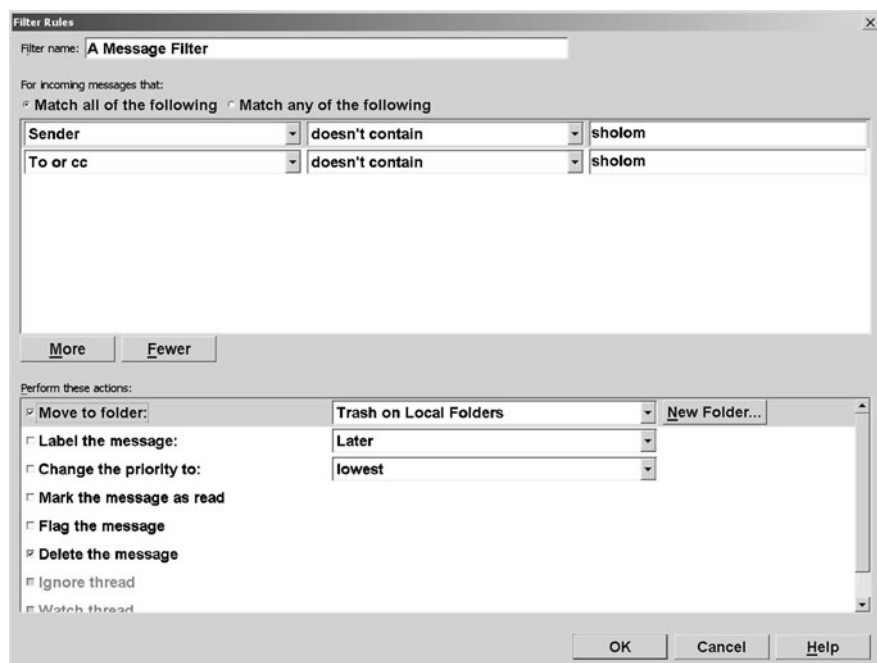 Filter Rules
Filter name: A Message Filter
For incoming messages that:
Match all of the following Match any of the following
Sender doesn't contain sholom
To or cc doesn't contain sholom
More Fewer
Perform these actions:
Move to folder: Trash on Local Folders New Folder...
Label the message: Later
Change the priority to: lowest
Mark the message as read
Flag the message
Delete the message
Ignore thread
Watch thread
OK Cancel Help